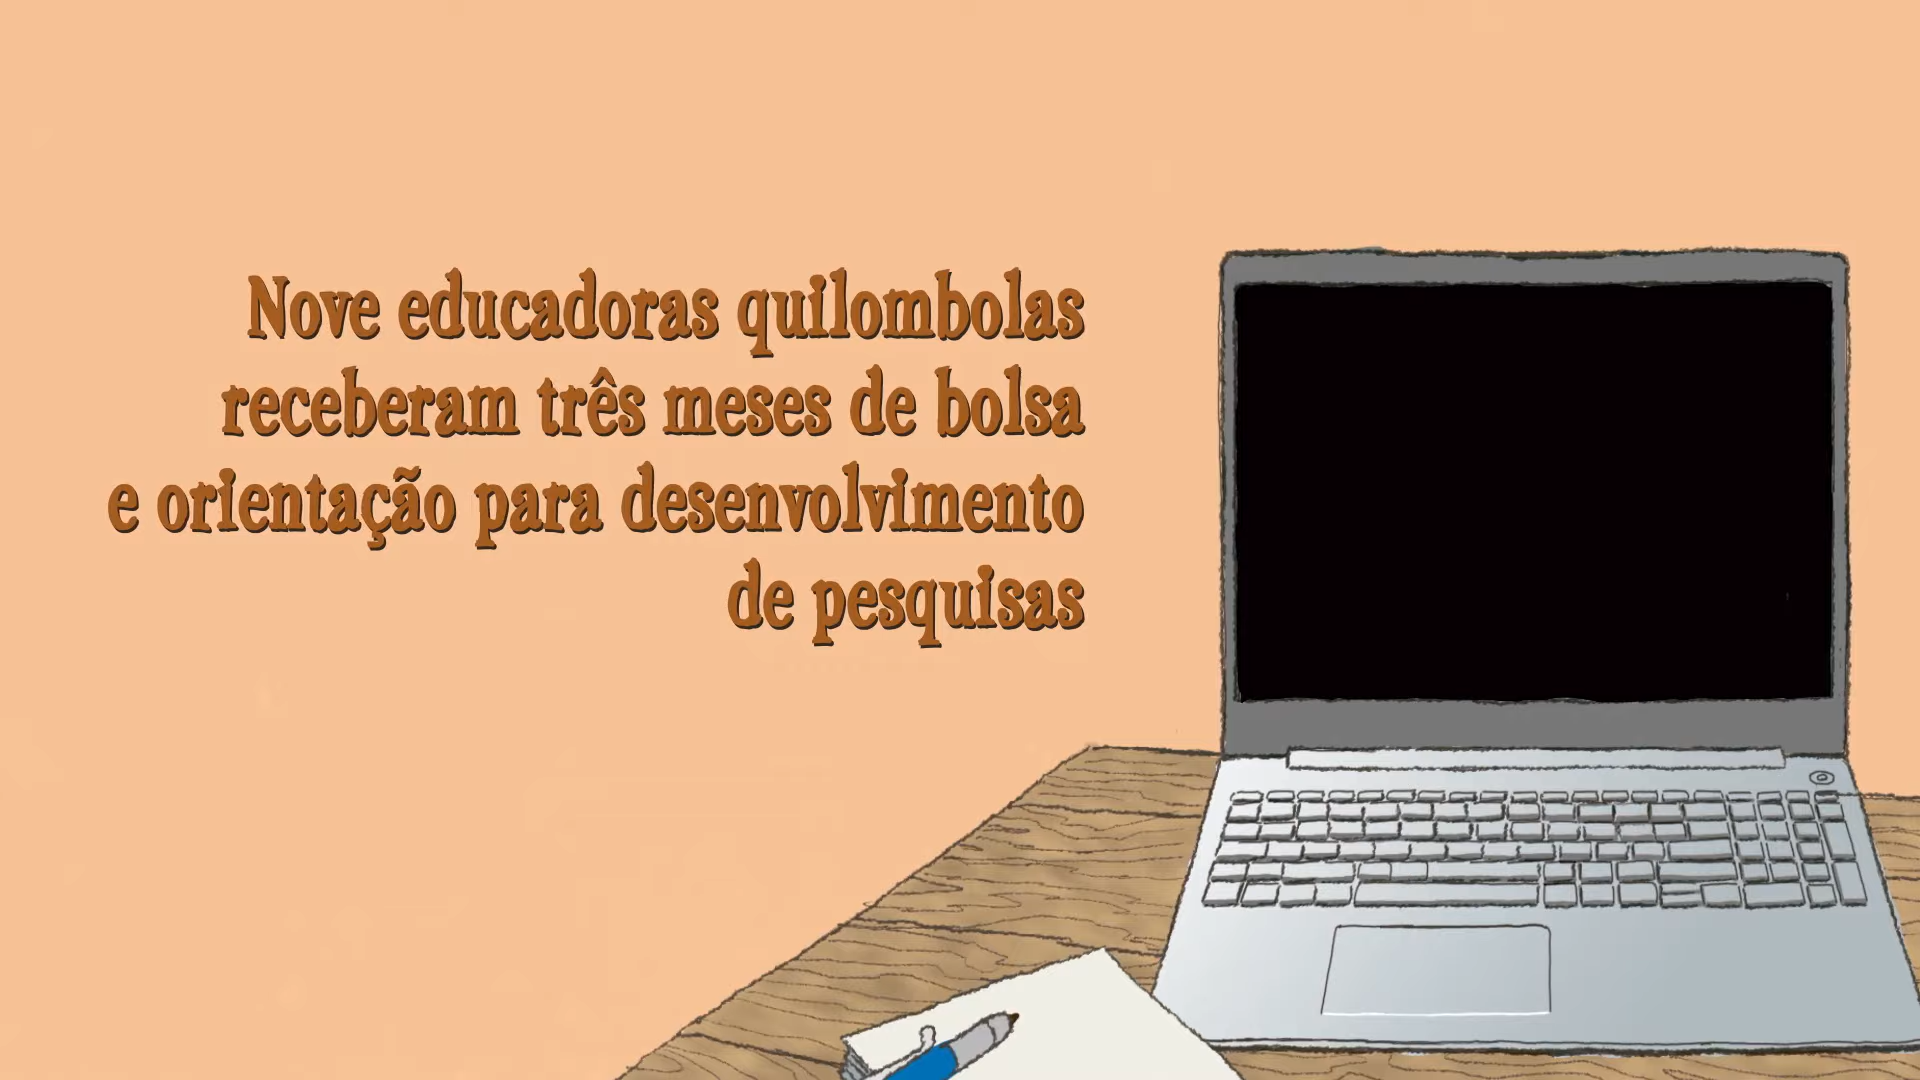 Nove educadoras quilombolas
receberam três meses de bolsa
e orientação para desenvolvimento
de pesquisas